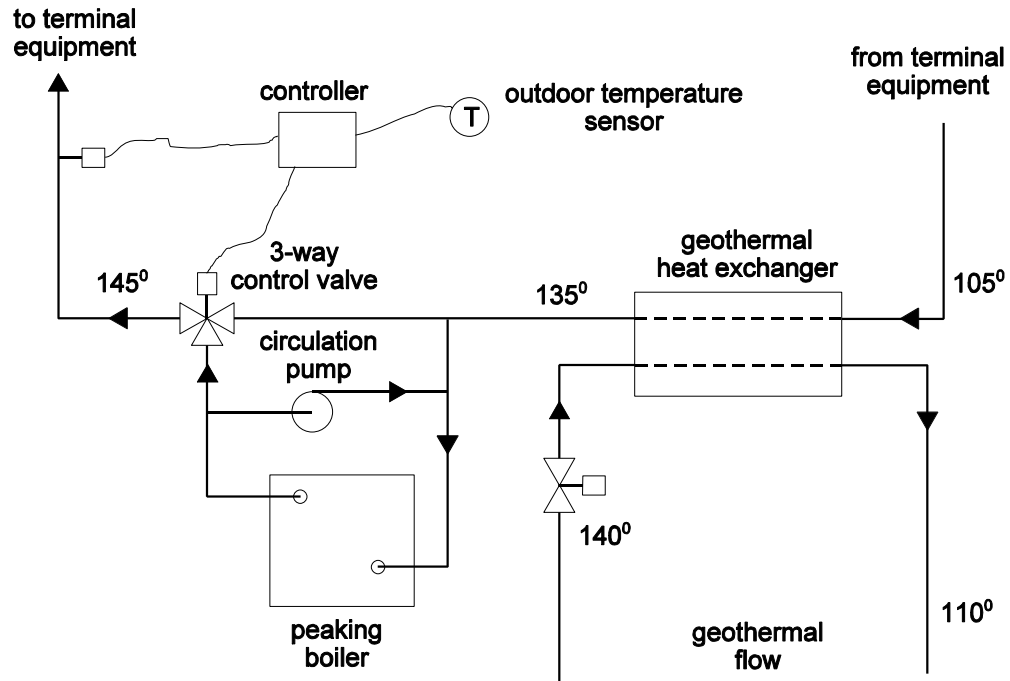 to terminal
equipment
controller
T
outdoor temperature
sensor
from terminal
equipment
3-way
control valve
geothermal
heat exchanger
145⁰
135⁰
105⁰
circulation
pump
140⁰
110⁰
peaking
boiler
geothermal
flow